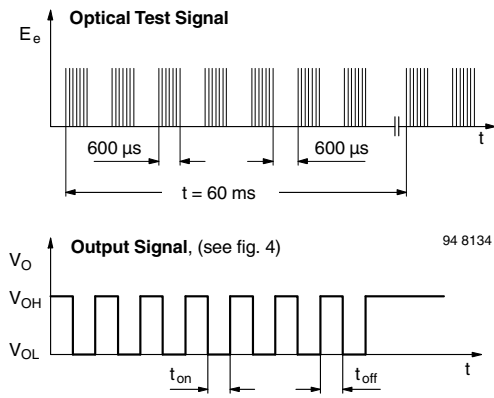 Optical Test Signal
E e
600 µs
600 µs
t
t = 60 ms
Output Signal, (see fig. 4)
94 8134
V O
V OH
V OL
t on
t off
t